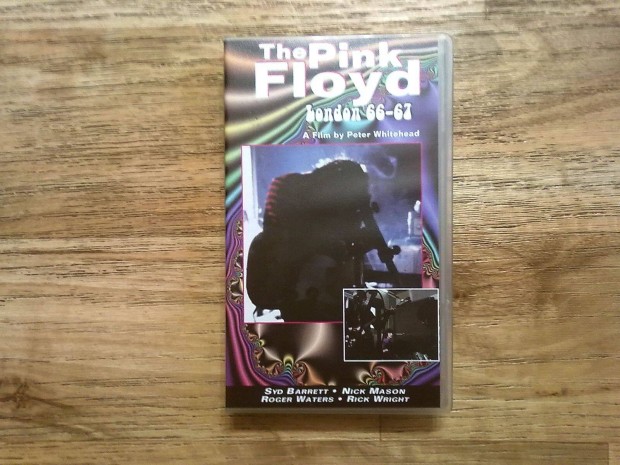 The Pink
Floyd
London 66-67
A Film by Peter Whitehead
SYD BARRETT • NICK MASON
ROGER WATERS • RICK WRIGHT